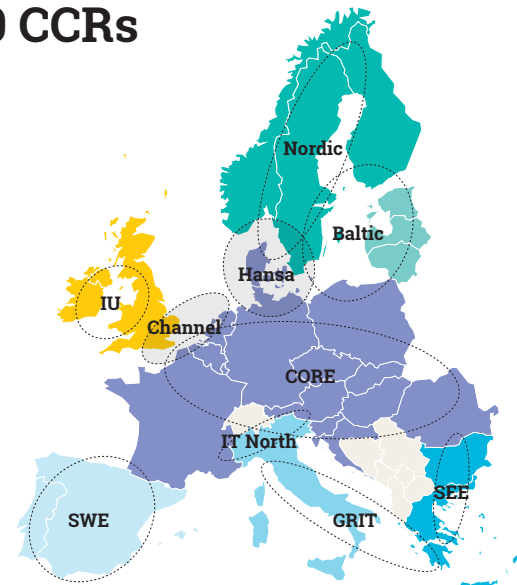 CCRs
Nordic
Baltic
Hansa
IU
Channel
CORE
IT North
SEE
SWE
GRIT